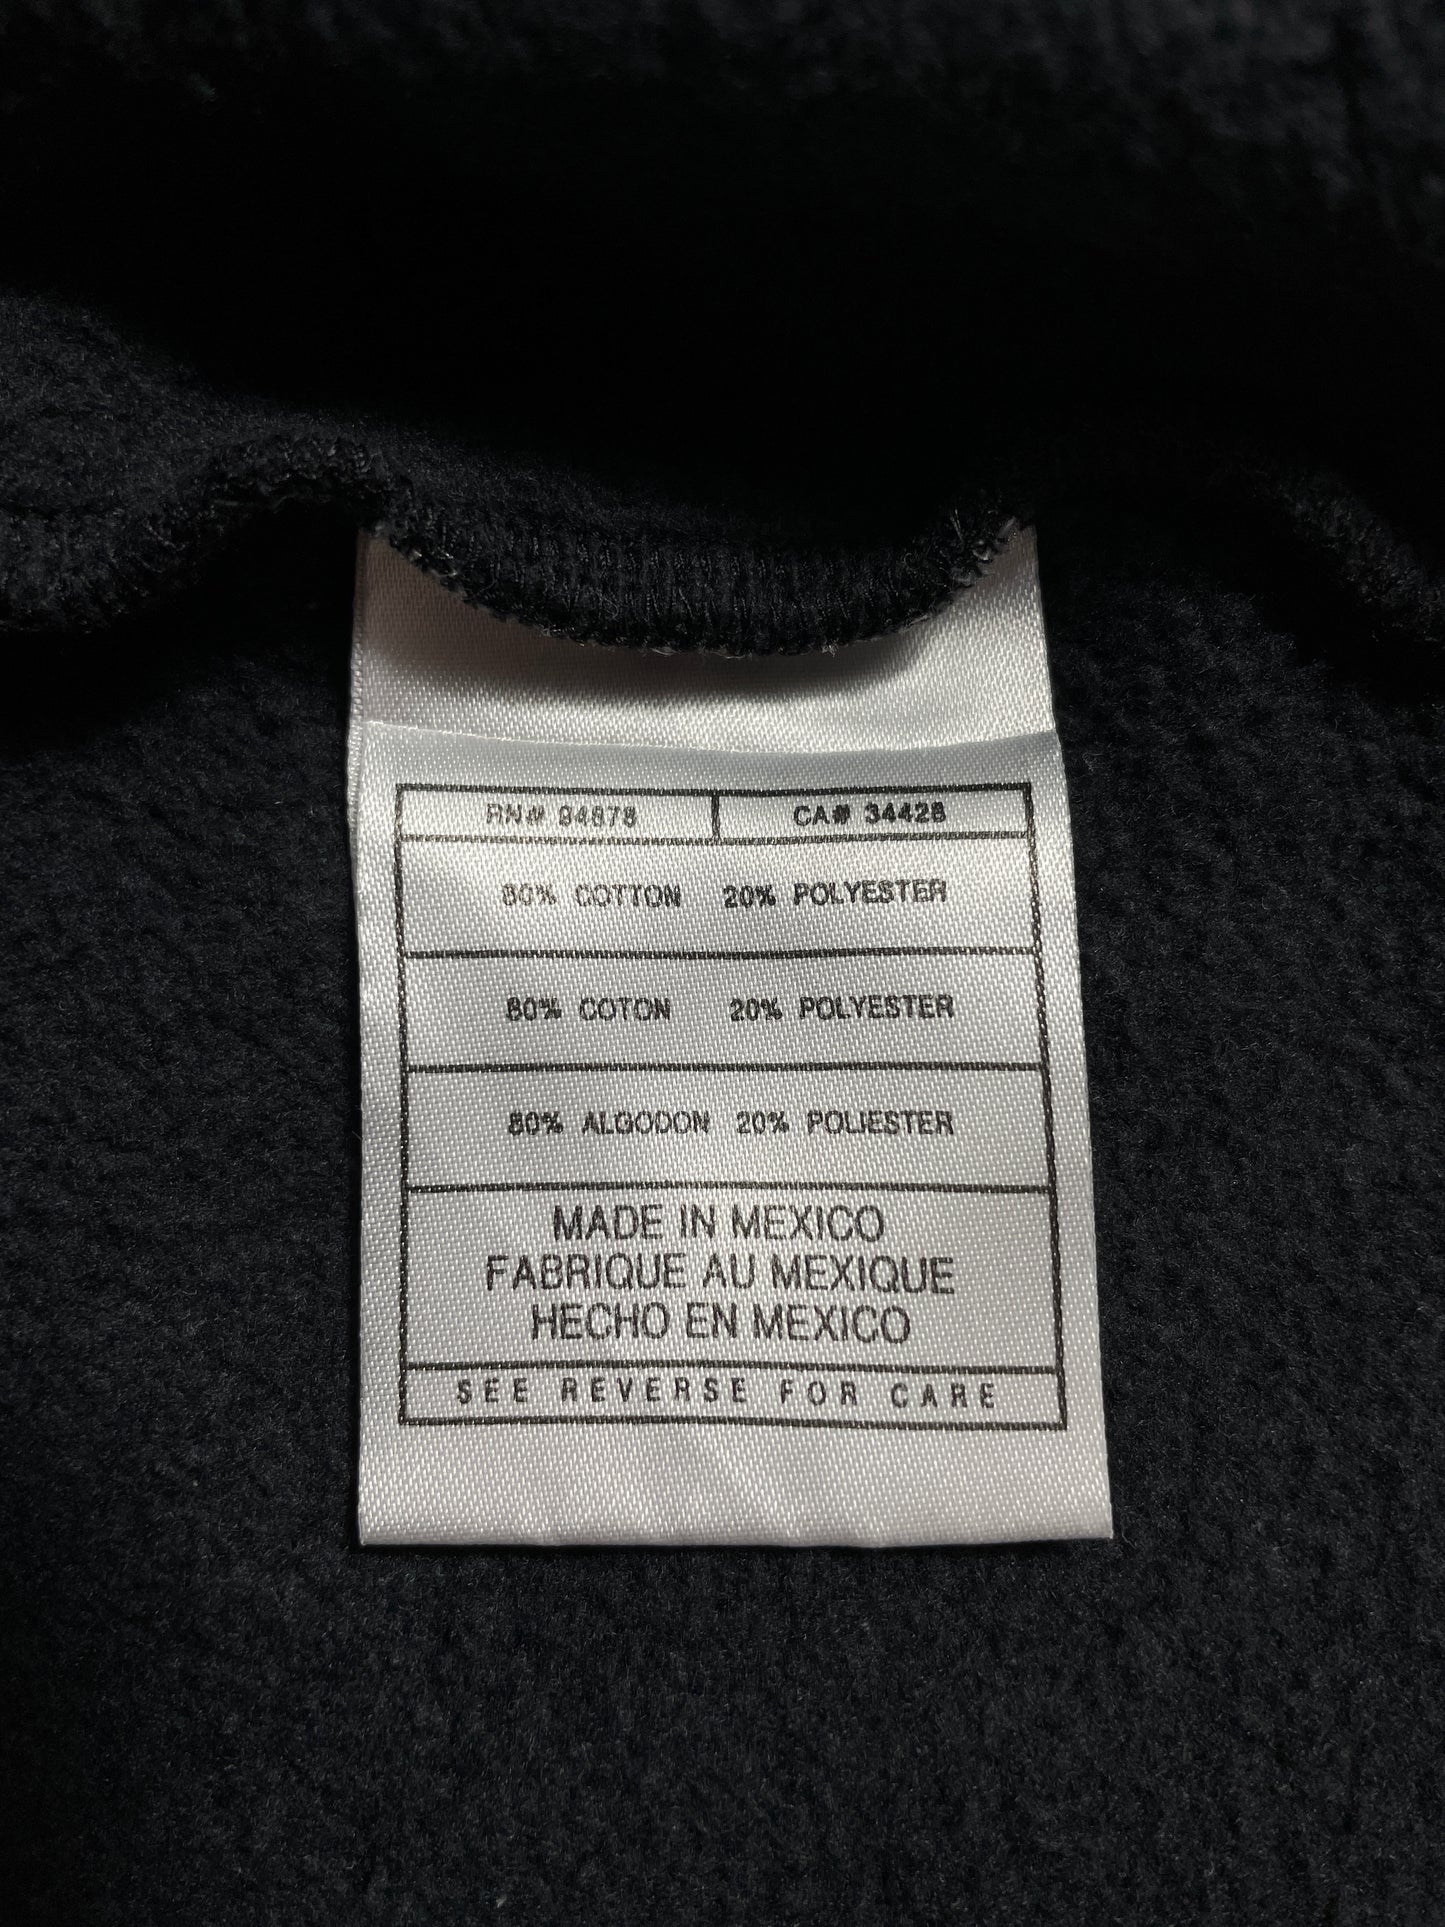 RN# 94878 CA# 34428
80% COTTON 20% POLYESTER
80% COTON 20% POLYESTER
80% ALGODON 20% POLIESTER
MADE IN MEXICO
FABRIQUE AU MEXIQUE
HECHO EN MEXICO
SEE REVERSE FOR CARE